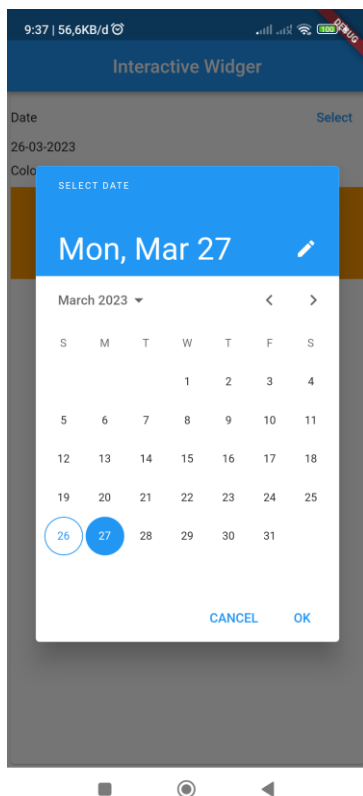 9:37 | 56,6KB/d 100 DEBUG
Interactive Widger
Date Select
26-03-2023
Colo
SELECT DATE
Mon, Mar 27
March 2023
S M T W T F S
1 2 3 4
5 6 7 8 9 10 11
12 13 14 15 16 17 18
19 20 21 22 23 24 25
26 27 28 29 30 31
CANCEL OK